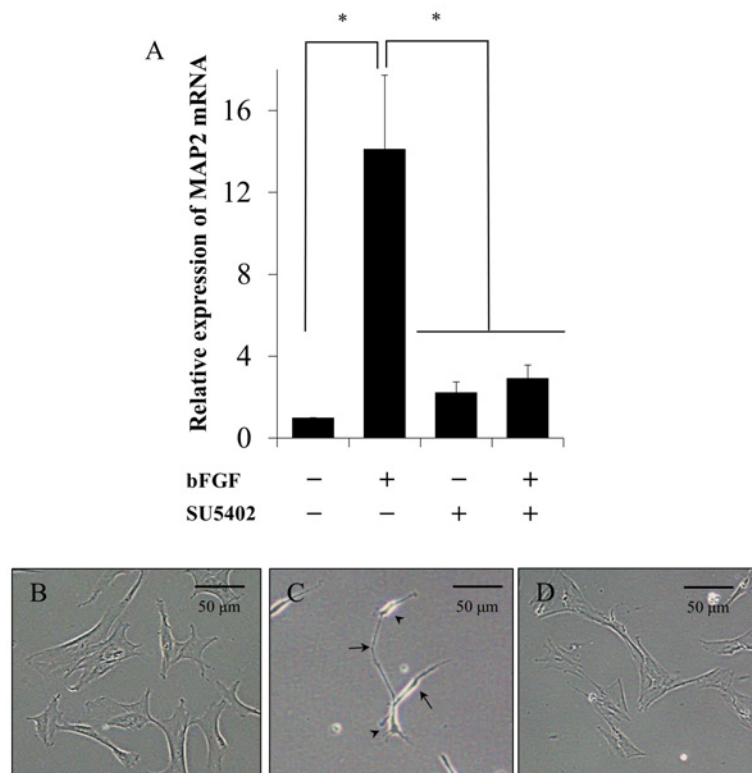 A
* *
Relative expression of MAP2 mRNA
16
12
8
4
0
bFGF − + − +
SU5402 − − + +
B
50 μm
C
50 μm
D
50 μm